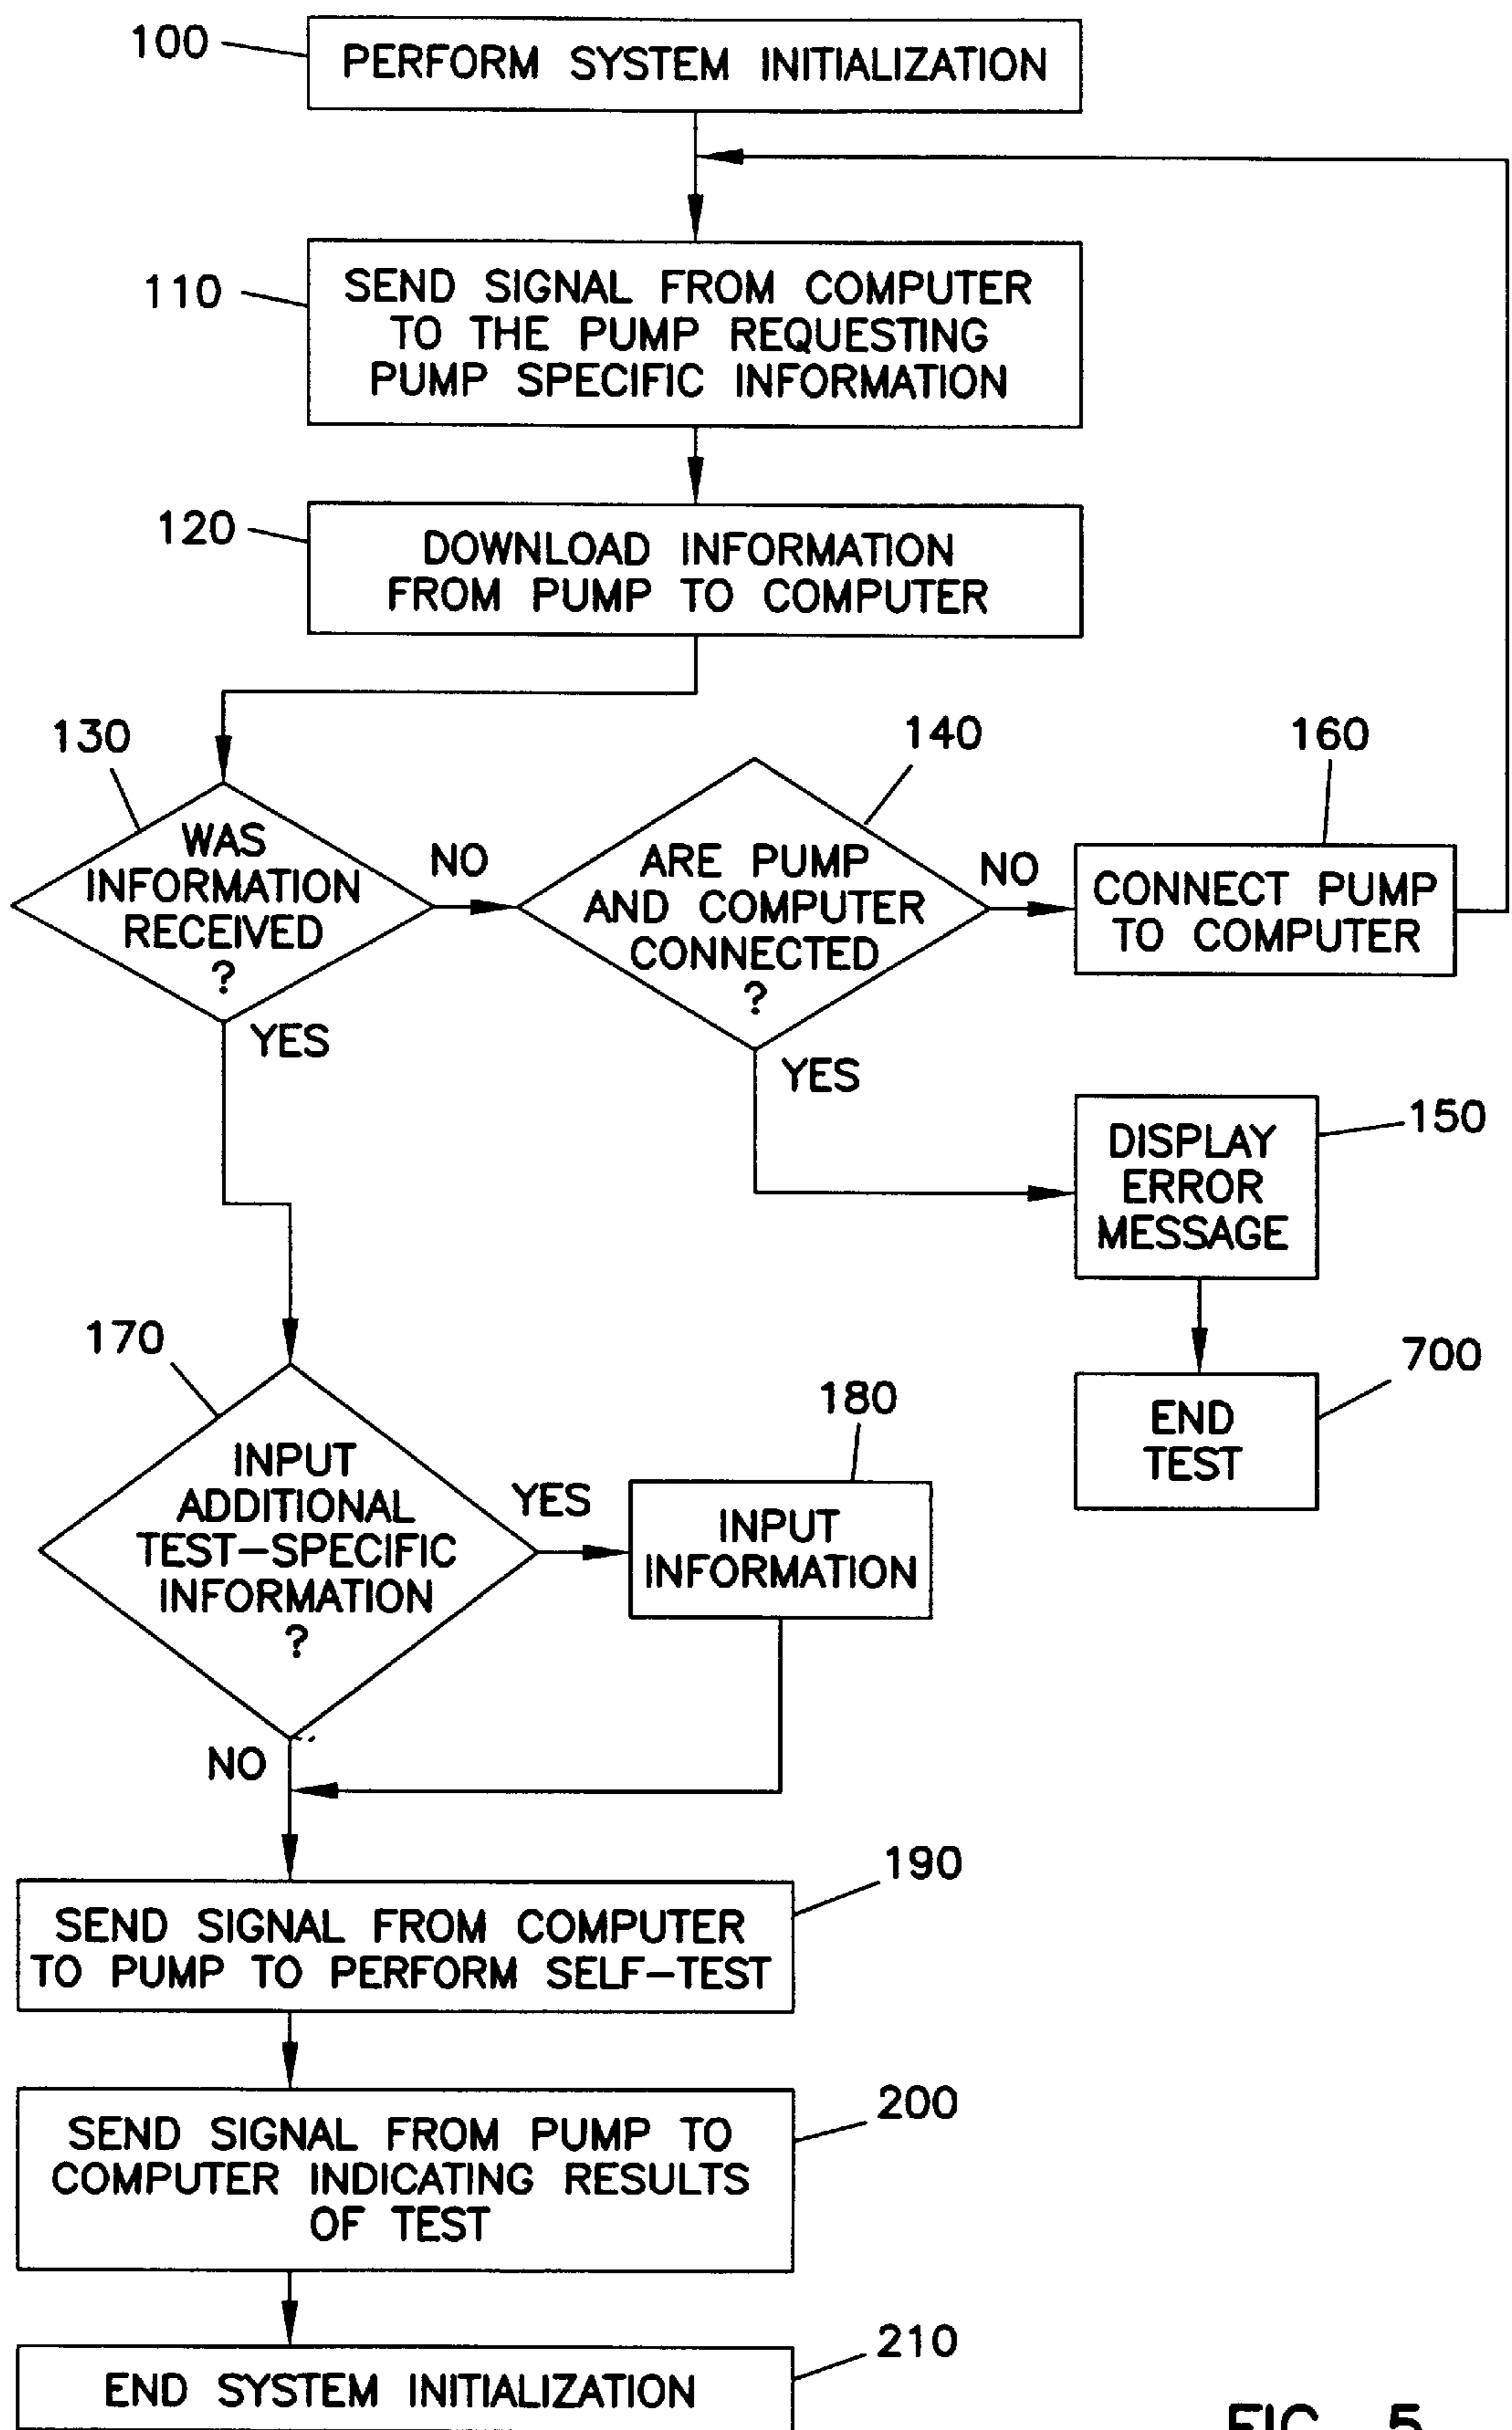 100
PERFORM SYSTEM INITIALIZATION
110
SEND SIGNAL FROM COMPUTER
TO THE PUMP REQUESTING
PUMP SPECIFIC INFORMATION
120
DOWNLOAD INFORMATION
FROM PUMP TO COMPUTER
130
WAS
INFORMATION
RECEIVED
?
NO
YES
140
ARE PUMP
AND COMPUTER
CONNECTED
?
NO
YES
160
CONNECT PUMP
TO COMPUTER
150
DISPLAY
ERROR
MESSAGE
700
END
TEST
170
INPUT
ADDITIONAL
TEST-SPECIFIC
INFORMATION
?
YES
NO
180
INPUT
INFORMATION
190
SEND SIGNAL FROM COMPUTER
TO PUMP TO PERFORM SELF-TEST
200
SEND SIGNAL FROM PUMP TO
COMPUTER INDICATING RESULTS
OF TEST
210
END SYSTEM INITIALIZATION
FIG. 5